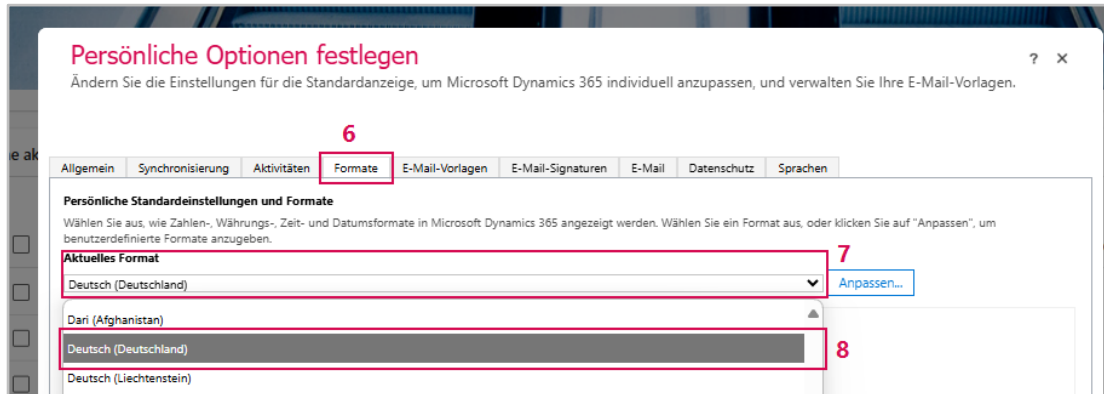 Persönliche Optionen festlegen
? ×
Ändern Sie die Einstellungen für die Standardanzeige, um Microsoft Dynamics 365 individuell anzupassen, und verwalten Sie Ihre E-Mail-Vorlagen.
6
ne ak
Allgemein Synchronisierung Aktivitäten Formate E-Mail-Vorlagen E-Mail-Signaturen E-Mail Datenschutz Sprachen
Persönliche Standardeinstellungen und Formate
Wählen Sie aus, wie Zahlen-, Währungs-, Zeit- und Datumsformate in Microsoft Dynamics 365 angezeigt werden. Wählen Sie ein Format aus, oder klicken Sie auf "Anpassen", um
benutzerdefinierte Formate anzugeben.
Aktuelles Format
7
Deutsch (Deutschland)
Anpassen...
Dari (Afghanistan)
Deutsch (Deutschland)
8
Deutsch (Liechtenstein)